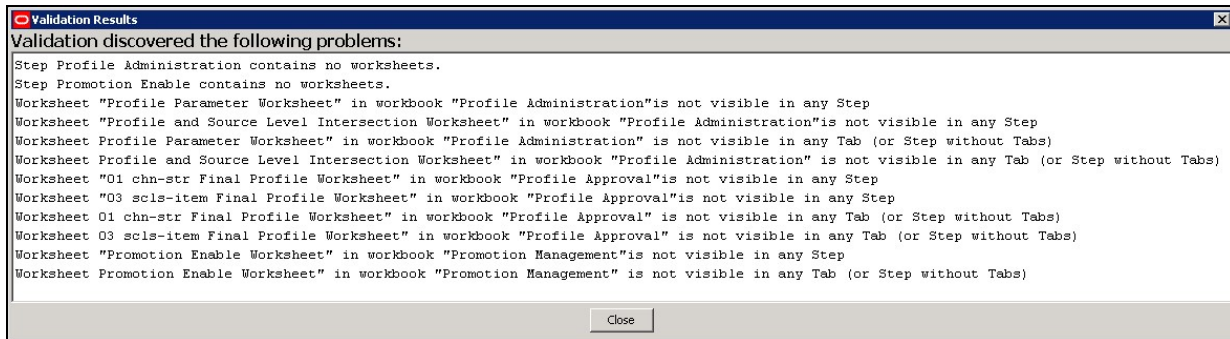 Validation Results
Validation discovered the following problems:
Step Profile Administration contains no worksheets.
Step Promotion Enable contains no worksheets.
Worksheet "Profile Parameter Worksheet" in workbook "Profile Administration"is not visible in any Step
Worksheet "Profile and Source Level Intersection Worksheet" in workbook "Profile Administration"is not visible in any Step
Worksheet Profile Parameter Worksheet" in workbook "Profile Administration" is not visible in any Tab (or Step without Tabs)
Worksheet Profile and Source Level Intersection Worksheet" in workbook "Profile Administration" is not visible in any Tab (or Step without Tabs)
Worksheet "01 chn-str Final Profile Worksheet" in workbook "Profile Approval"is not visible in any Step
Worksheet "03 scls-item Final Profile Worksheet" in workbook "Profile Approval"is not visible in any Step
Worksheet 01 chn-str Final Profile Worksheet" in workbook "Profile Approval" is not visible in any Tab (or Step without Tabs)
Worksheet 03 scls-item Final Profile Worksheet" in workbook "Profile Approval" is not visible in any Tab (or Step without Tabs)
Worksheet "Promotion Enable Worksheet" in workbook "Promotion Management"is not visible in any Step
Worksheet Promotion Enable Worksheet" in workbook "Promotion Management" is not visible in any Tab (or Step without Tabs)
Close